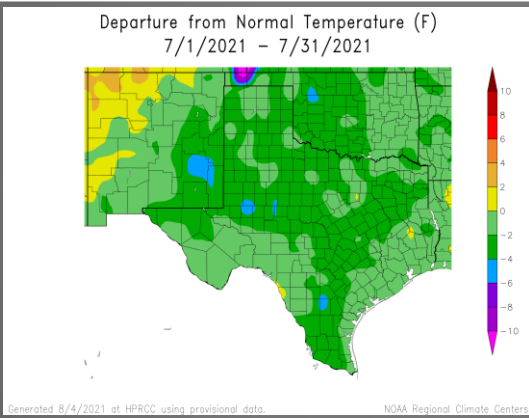 Departure from Normal Temperature (F)
7/1/2021 – 7/31/2021
10
8
6
4
2
0
−2
−4
−6
−8
−10
Generated 8/4/2021 at HPRCC using provisional data.
NOAA Regional Climate Centers